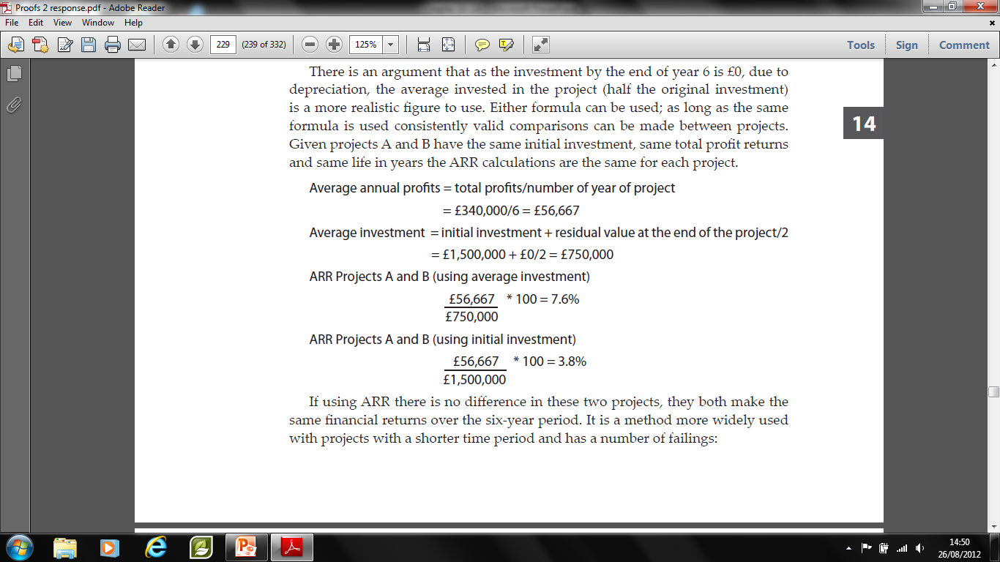 Proofs 2 response.pdf - Adobe Reader
File Edit View Window Help
229 (239 of 332) 125% Tools Sign Comment
There is an argument that as the investment by the end of year 6 is £0, due to
depreciation, the average invested in the project (half the original investment)
is a more realistic figure to use. Either formula can be used; as long as the same
formula is used consistently valid comparisons can be made between projects.
Given projects A and B have the same initial investment, same total profit returns
and same life in years the ARR calculations are the same for each project.
14
Average annual profits = total profits/number of year of project
= £340,000/6 = £56,667
Average investment = initial investment + residual value at the end of the project/2
= £1,500,000 + £0/2 = £750,000
ARR Projects A and B (using average investment)
£56,667 * 100 = 7.6%
£750,000
ARR Projects A and B (using initial investment)
£56,667 * 100 = 3.8%
£1,500,000
If using ARR there is no difference in these two projects, they both make the
same financial returns over the six-year period. It is a method more widely used
with projects with a shorter time period and has a number of failings:
14:50
26/08/2012